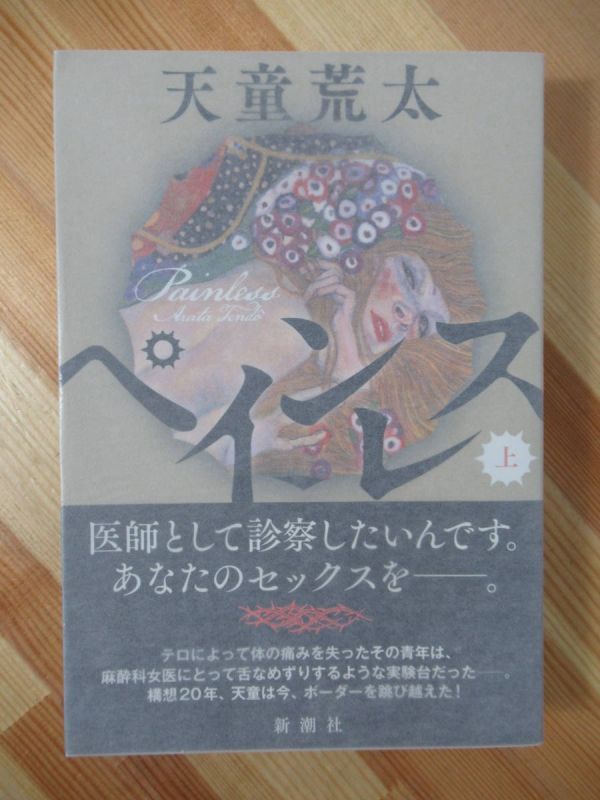 天童荒太
Painless
Arata Tendō
ペインレス
上
医師として診察したいんです。
あなたのセックスを──。
テロによって体の痛みを失ったその青年は、
麻酔科女医にとって舌なめずりするような実験台だった──。
構想20年、天童は今、ボーダーを跳び越えた！
新潮社